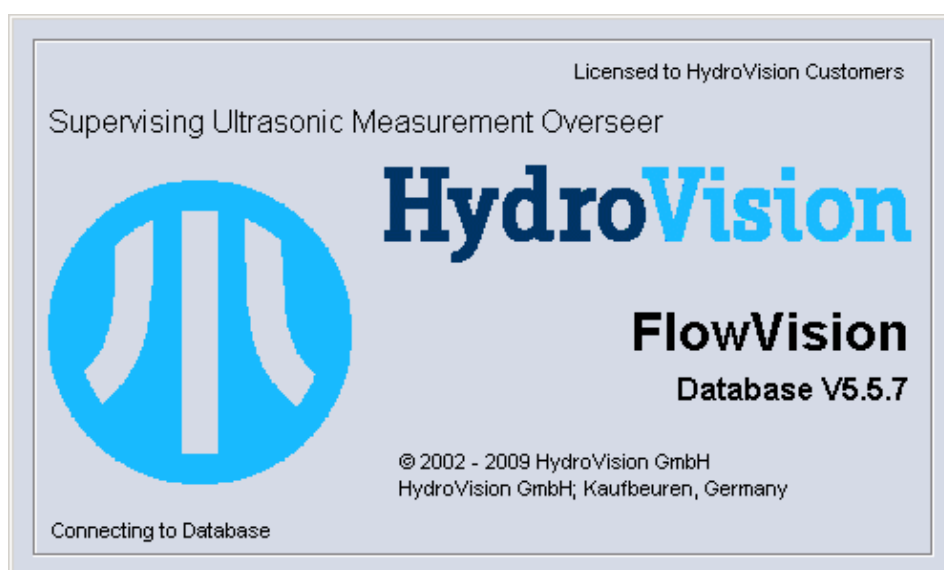 Licensed to HydroVision Customers
Supervising Ultrasonic Measurement Overseer
HydroVision
FlowVision
Database V5.5.7
© 2002 - 2009 HydroVision GmbH
HydroVision GmbH; Kaufbeuren, Germany
Connecting to Database